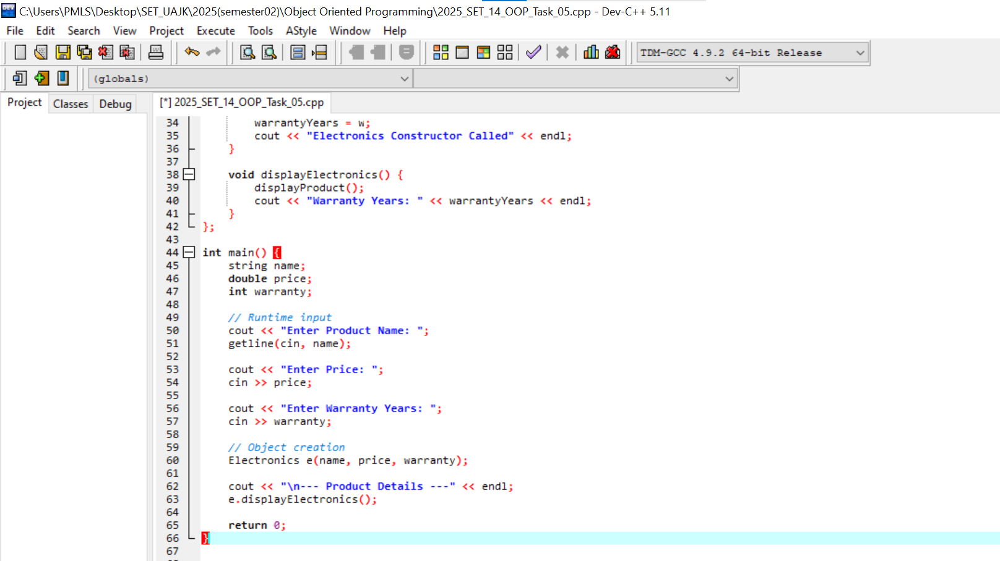 C:\Users\PMLS\Desktop\SET_UAJK\2025(semester02)\Object Oriented Programming\2025_SET_14_OOP_Task_05.cpp - Dev-C++ 5.11
File Edit Search View Project Execute Tools AStyle Window Help
TDM-GCC 4.9.2 64-bit Release
(globals)
Project Classes Debug [*] 2025_SET_14_OOP_Task_05.cpp
34 warrantyYears = w;
35 cout << "Electronics Constructor Called" << endl;
36 }
37
38 void displayElectronics() {
39 displayProduct();
40 cout << "Warranty Years: " << warrantyYears << endl;
41 }
42 };
43
44 int main() {
45 string name;
46 double price;
47 int warranty;
48
49 // Runtime input
50 cout << "Enter Product Name: ";
51 getline(cin, name);
52
53 cout << "Enter Price: ";
54 cin >> price;
55
56 cout << "Enter Warranty Years: ";
57 cin >> warranty;
58
59 // Object creation
60 Electronics e(name, price, warranty);
61
62 cout << "\n--- Product Details ---" << endl;
63 e.displayElectronics();
64
65 return 0;
66 }
67